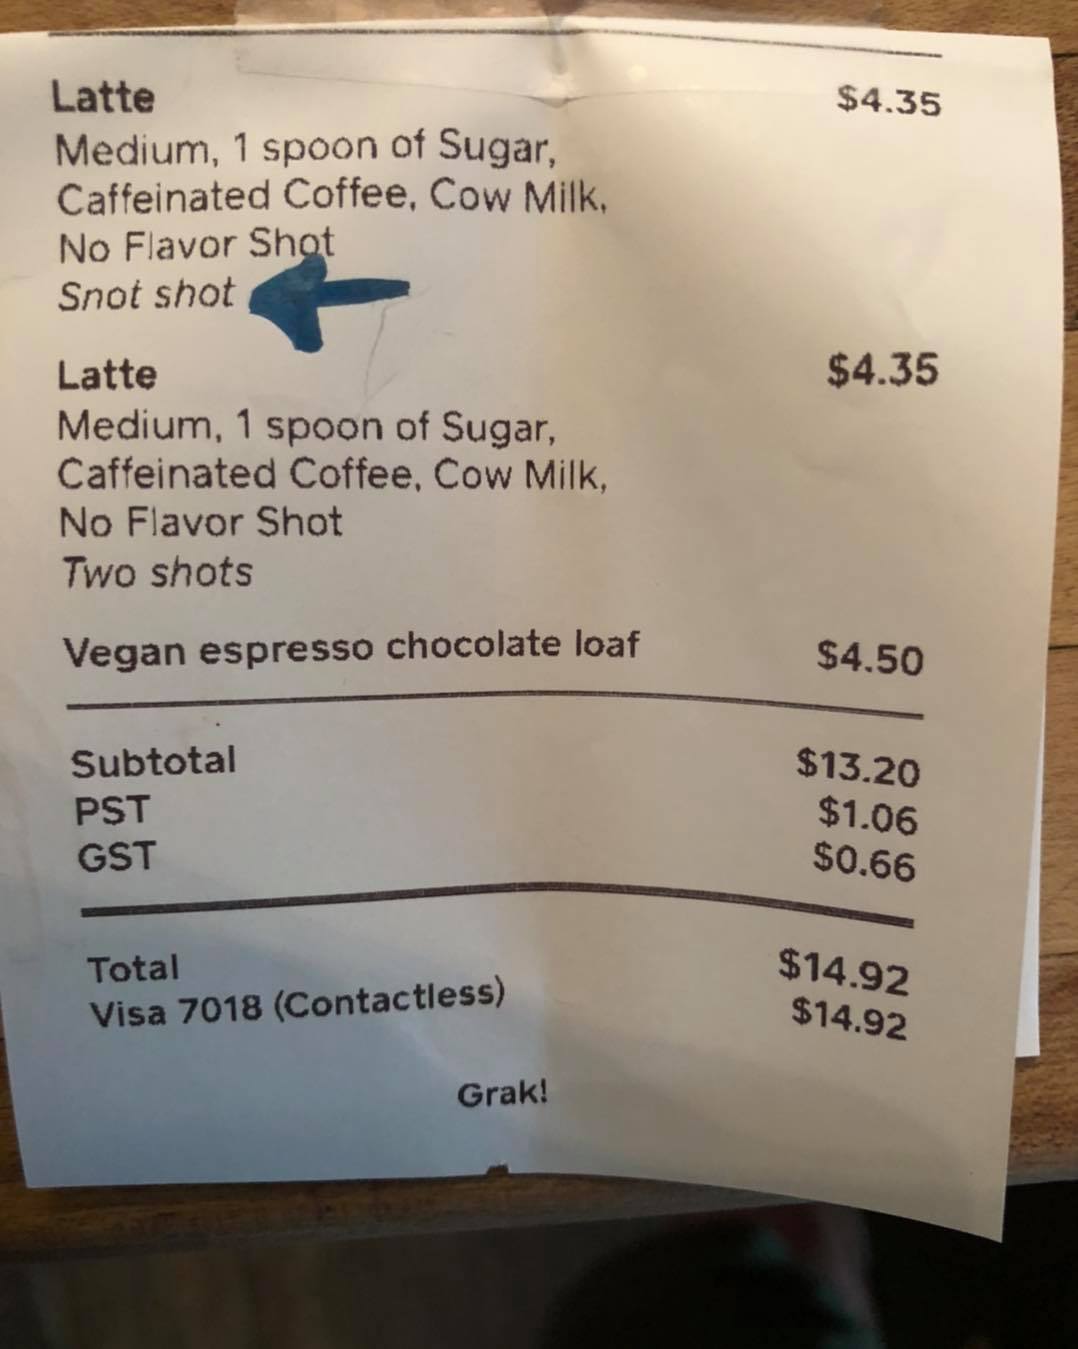 Latte $4.35
Medium, 1 spoon of Sugar,
Caffeinated Coffee, Cow Milk,
No Flavor Shot
Snot shot
Latte $4.35
Medium, 1 spoon of Sugar,
Caffeinated Coffee, Cow Milk,
No Flavor Shot
Two shots
Vegan espresso chocolate loaf $4.50
Subtotal $13.20
PST $1.06
GST $0.66
Total $14.92
Visa 7018 (Contactless) $14.92
Grak!